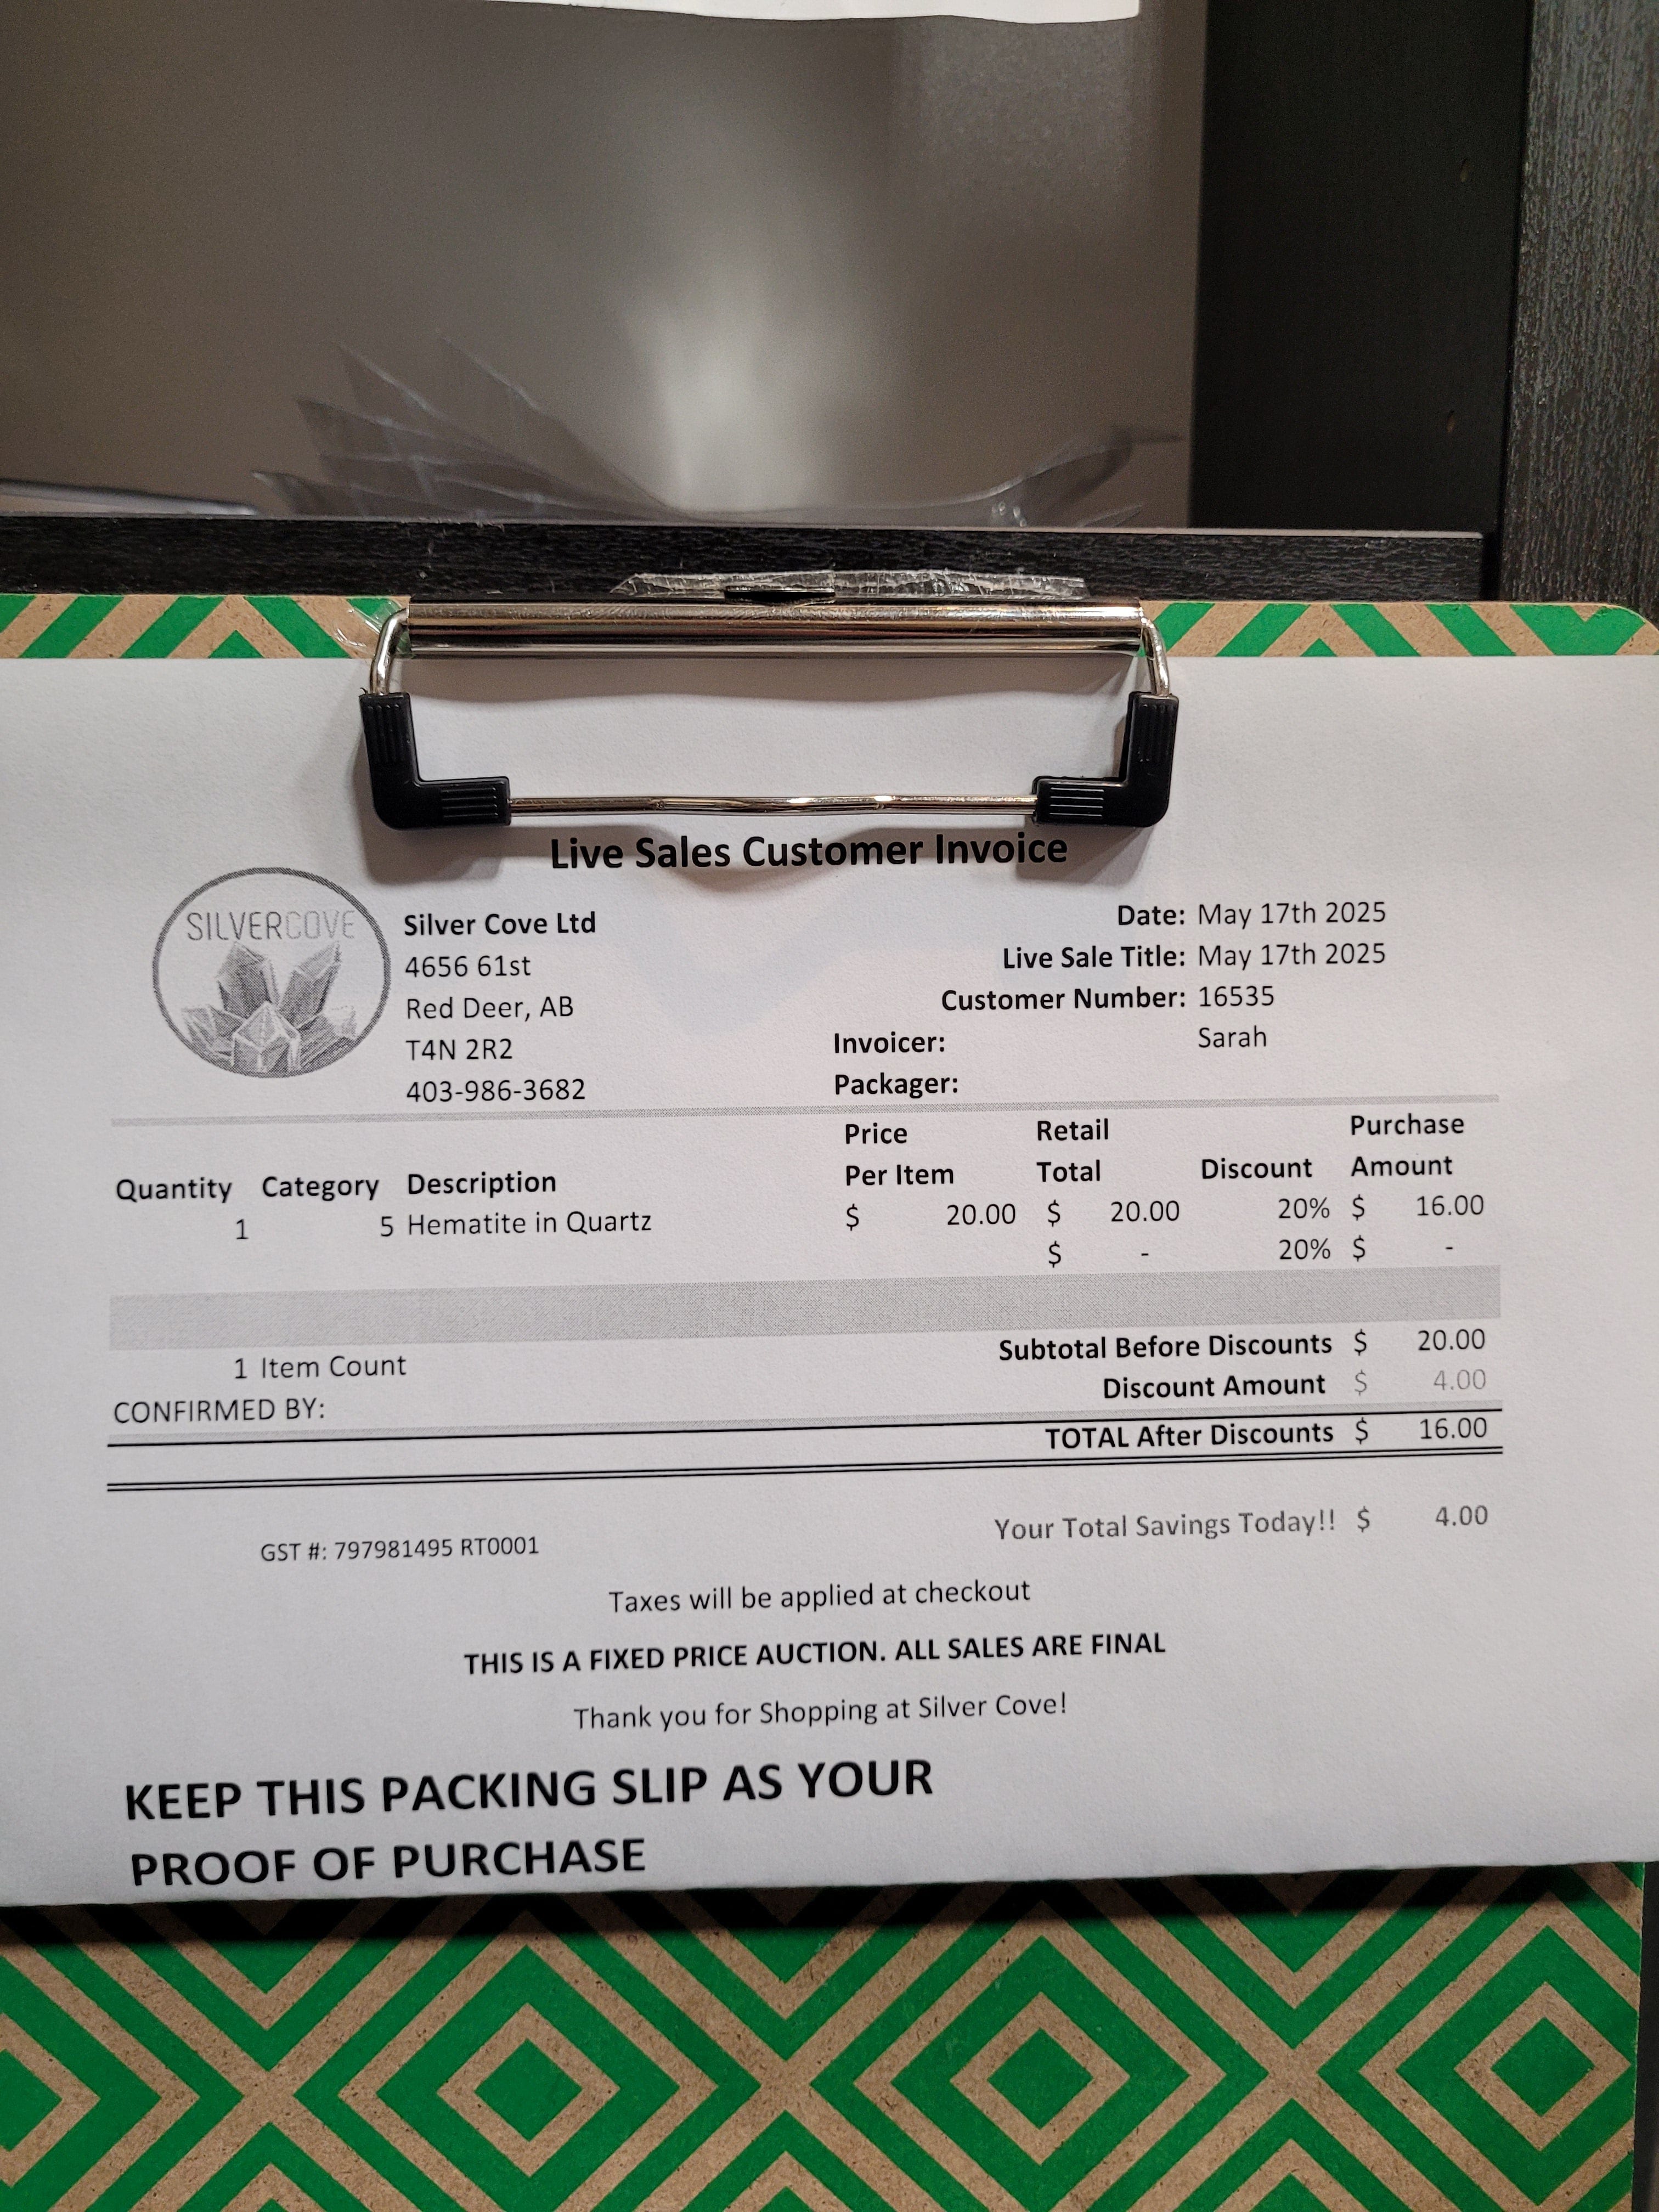 Live Sales Customer Invoice
SILVERCOVE
Silver Cove Ltd
4656 61st
Red Deer, AB
T4N 2R2
403-986-3682
Date: May 17th 2025
Live Sale Title: May 17th 2025
Customer Number: 16535
Invoicer: Sarah
Packager:
Quantity Category Description Price Per Item Retail Total Discount Purchase Amount
1 5 Hematite in Quartz $ 20.00 $ 20.00 20% $ 16.00
$ - 20% $ -
1 Item Count
CONFIRMED BY:
Subtotal Before Discounts $ 20.00
Discount Amount $ 4.00
TOTAL After Discounts $ 16.00
Your Total Savings Today!! $ 4.00
GST #: 797981495 RT0001
Taxes will be applied at checkout
THIS IS A FIXED PRICE AUCTION. ALL SALES ARE FINAL
Thank you for Shopping at Silver Cove!
KEEP THIS PACKING SLIP AS YOUR
PROOF OF PURCHASE